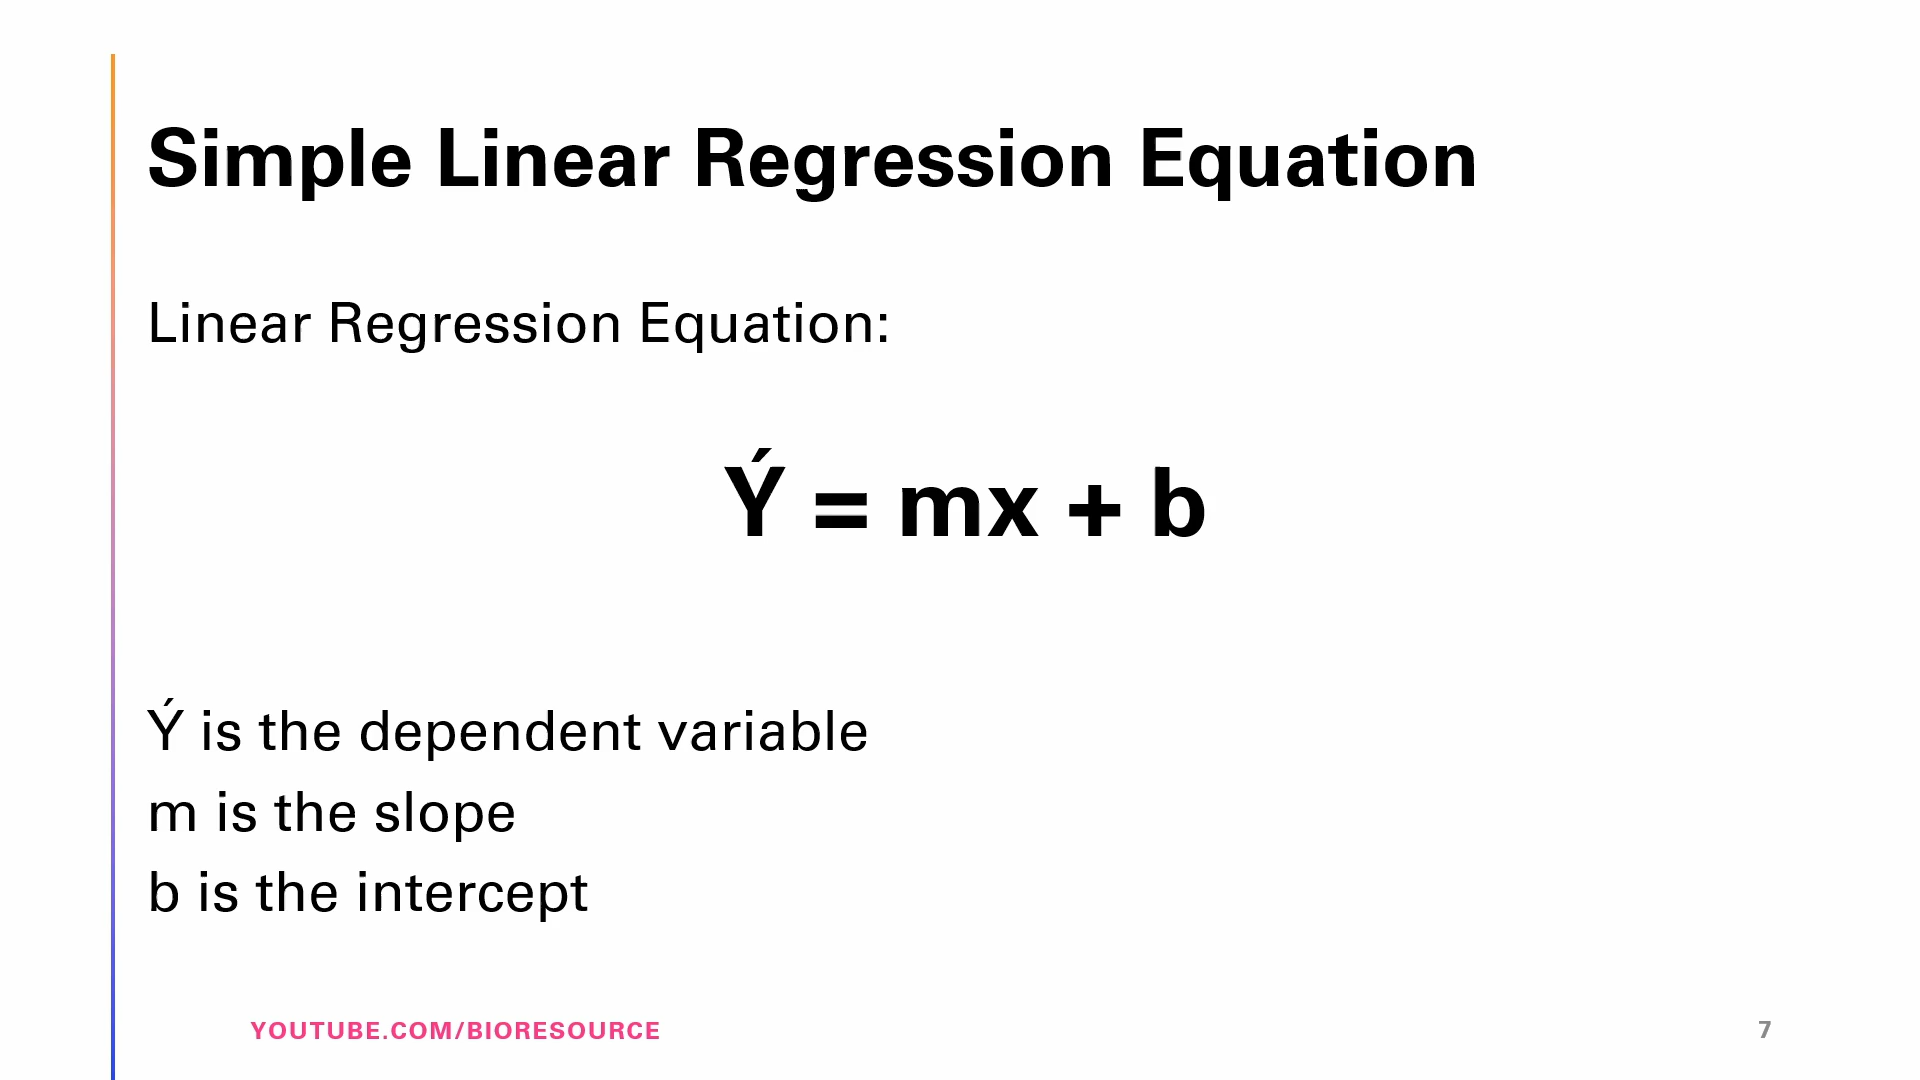 Simple Linear Regression Equation
Linear Regression Equation:
Ý = mx + b
Ý is the dependent variable
m is the slope
b is the intercept
YOUTUBE.COM/BIORESOURCE
7